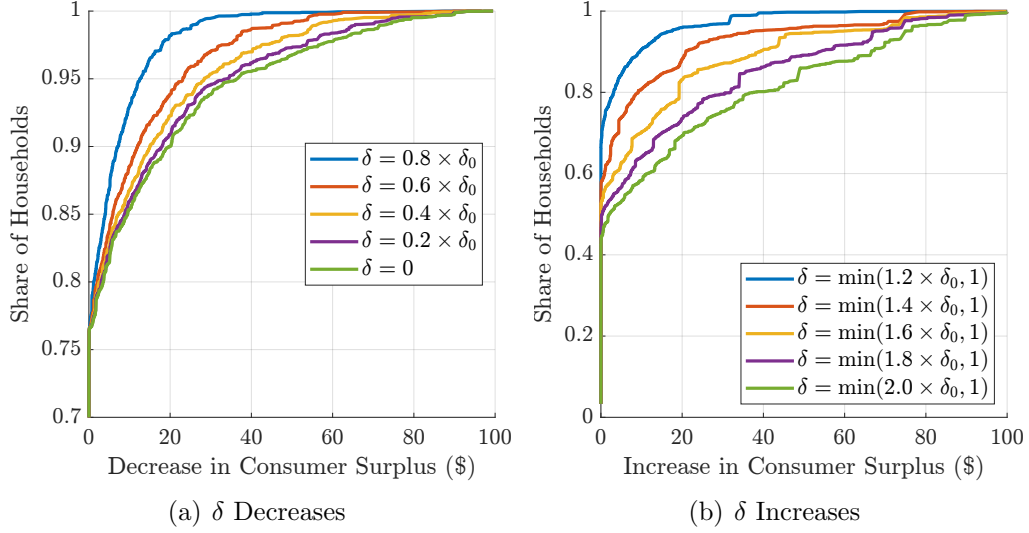 1
0.95
0.9
0.85
0.8
0.75
0.7
Share of Households
δ = 0.8 × δ₀
δ = 0.6 × δ₀
δ = 0.4 × δ₀
δ = 0.2 × δ₀
δ = 0
0 20 40 60 80 100
Decrease in Consumer Surplus ($)
(a) δ Decreases
1
0.8
0.6
0.4
0.2
0
Share of Households
δ = min(1.2 × δ₀, 1)
δ = min(1.4 × δ₀, 1)
δ = min(1.6 × δ₀, 1)
δ = min(1.8 × δ₀, 1)
δ = min(2.0 × δ₀, 1)
0 20 40 60 80 100
Increase in Consumer Surplus ($)
(b) δ Increases